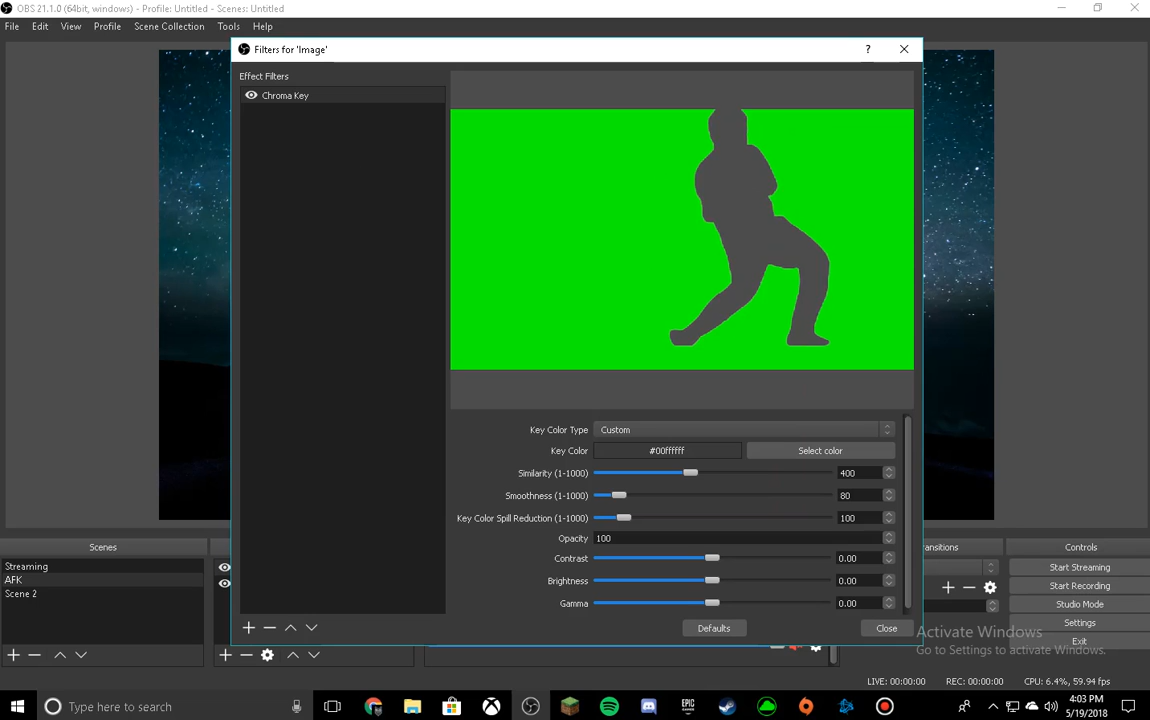 OBS 21.1.0 (64bit, windows) - Profile: Untitled - Scenes: Untitled
File Edit View Profile Scene Collection Tools Help
Filters for 'Image'
?
Effect Filters
Chroma Key
Key Color Type Custom
Key Color #00ffffff Select color
Similarity (1-1000) 400
Smoothness (1-1000) 80
Key Color Spill Reduction (1-1000) 100
Opacity 100
Contrast 0.00
Brightness 0.00
Gamma 0.00
Defaults Close
Scenes
Streaming
AFK
Scene 2
Controls
Start Streaming
Start Recording
Studio Mode
Settings
Exit
Activate Windows
Go to Settings to activate Windows.
LIVE: 00:00:00 REC: 00:00:00 CPU: 6.4%, 59.94 fps
Type here to search
EPIC GAMES
4:03 PM
5/19/2018